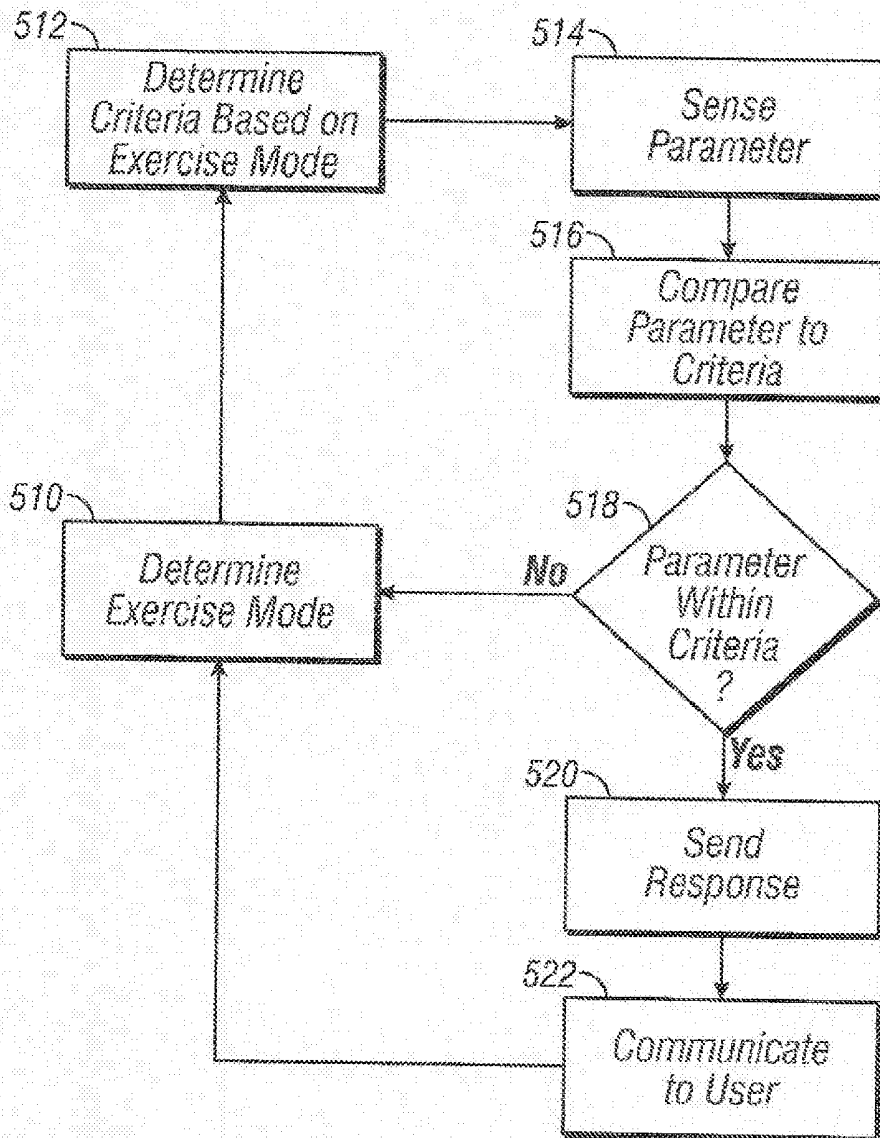 512
Determine
Criteria Based on
Exercise Mode
514
Sense
Parameter
516
Compare
Parameter to
Criteria
510
Determine
Exercise Mode
518
No
Parameter
Within
Criteria
?
Yes
520
Send
Response
522
Communicate
to User